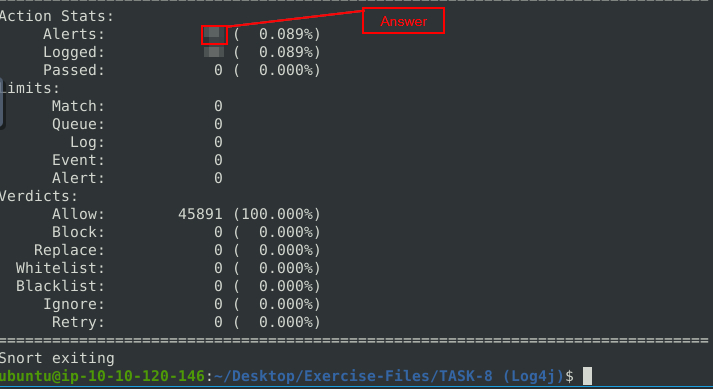 Action Stats:
Alerts: ( 0.089%)
Answer
Logged: ( 0.089%)
Passed: 0 ( 0.000%)
Limits:
Match: 0
Queue: 0
Log: 0
Event: 0
Alert: 0
Verdicts:
Allow: 45891 (100.000%)
Block: 0 ( 0.000%)
Replace: 0 ( 0.000%)
Whitelist: 0 ( 0.000%)
Blacklist: 0 ( 0.000%)
Ignore: 0 ( 0.000%)
Retry: 0 ( 0.000%)
===============================================================================
Snort exiting
ubuntu@ip-10-10-120-146:~/Desktop/Exercise-Files/TASK-8 (Log4j)$